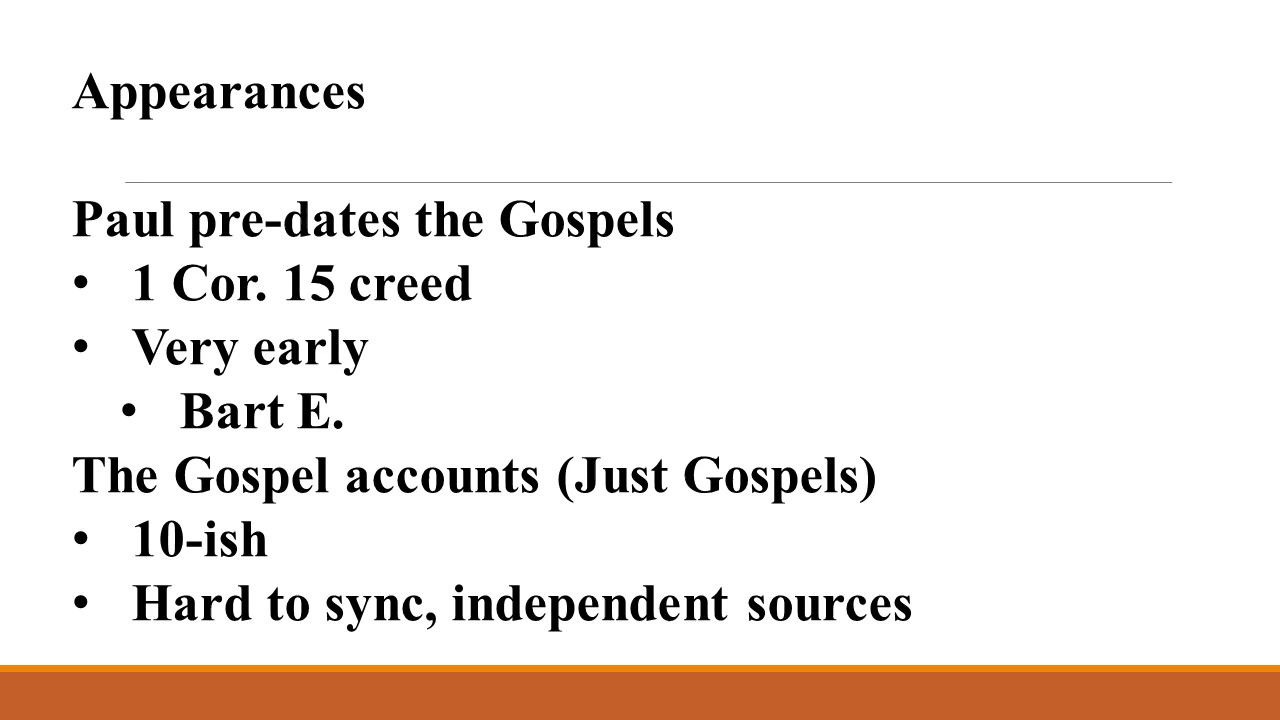 Appearances
Paul pre-dates the Gospels
• 1 Cor. 15 creed
• Very early
• Bart E.
The Gospel accounts (Just Gospels)
• 10-ish
• Hard to sync, independent sources